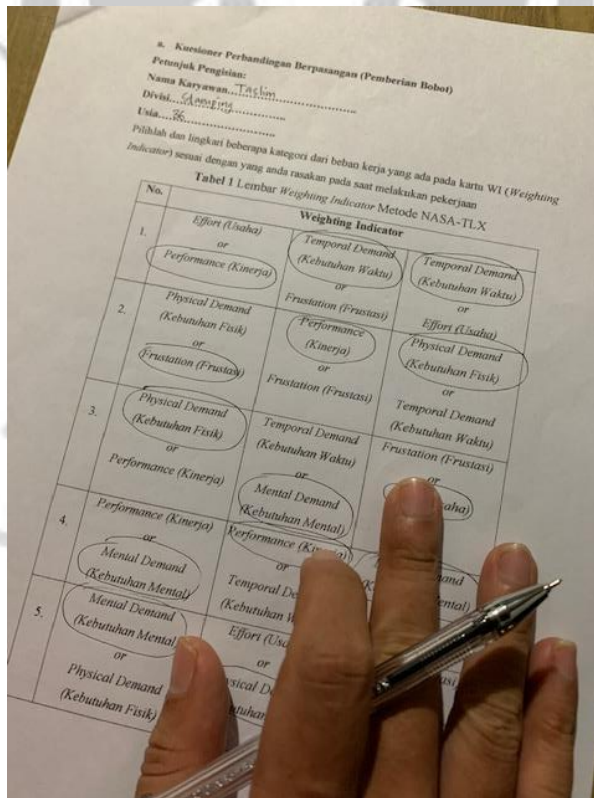 a. Kuesioner Perbandingan Berpasangan (Pemberian Bobot)
Petunjuk Pengisian:
Nama Karyawan...Taslim
Divisi...Stamping
Usia....36
Pilihlah dan lingkari beberapa kategori dari beban kerja yang ada pada kartu WI (Weighting
Indicator) sesuai dengan yang anda rasakan pada saat melakukan pekerjaan
Tabel 1 Leimbar Weighting Indicator Metode NASA-TLX
No.
Weighting Indicator
1.
Effort (Usaha)
or
Performance (Kinerja)
Temporal Demand
(Kebutuhan Waktu)
or
Frustation (Frustasi)
Temporal Demand
(Kebutuhan Waktu)
or
Effort (Usaha)
2.
Physical Demand
(Kebutuhan Fisik)
or
Frustation (Frustasi)
Performance
(Kinerja)
or
Frustation (Frustasi)
Physical Demand
(Kebutuhan Fisik)
or
Temporal Demand
(Kebutuhan Waktu)
3.
Physical Demand
(Kebutuhan Fisik)
or
Performance (Kinerja)
Temporal Demand
(Kebutuhan Waktu)
or
Mental Demand
(Kebutuhan Mental)
Frustation (Frustasi)
or
4.
Performance (Kinerja)
or
Mental Demand
(Kebutuhan Mental)
Performance
or
Temporal
5.
Mental Demand
(Kebutuhan Mental)
or
Physical Demand
(Kebutuhan Fisik)
Effort
or